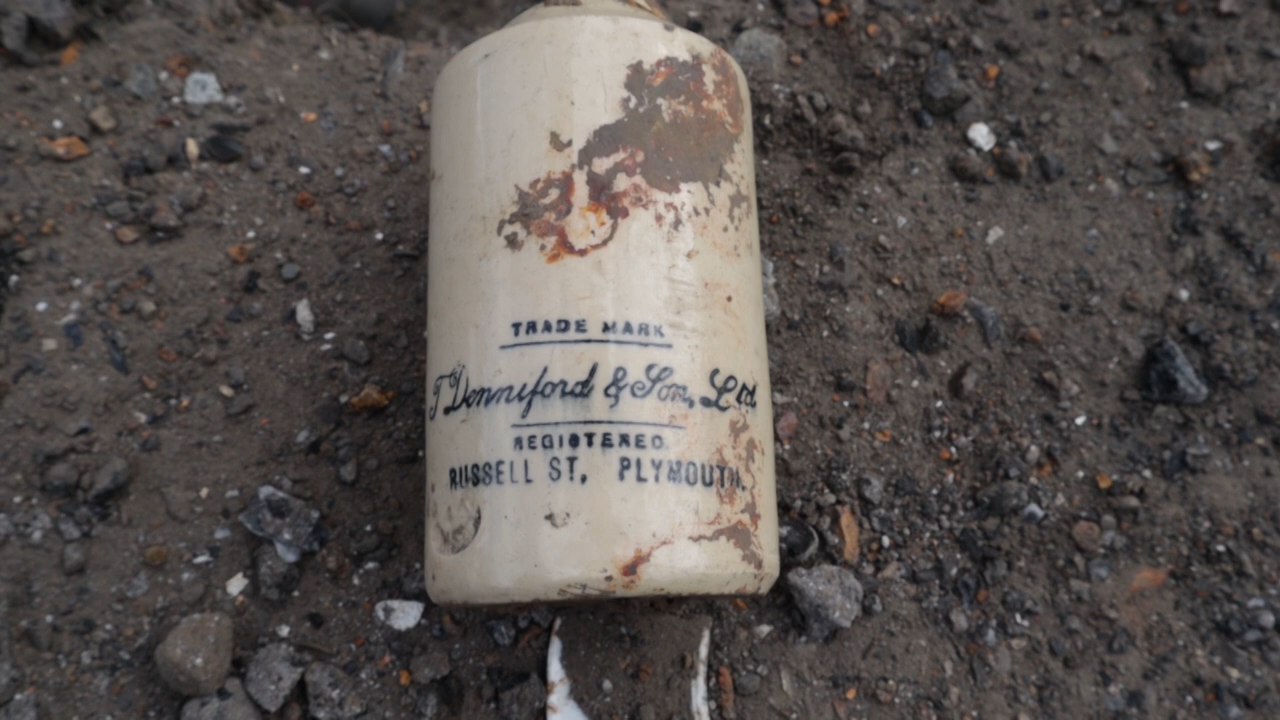 TRADE MARK
T Denniford & Son, Ltd
REGISTERED
RUSSELL ST, PLYMOUTH.